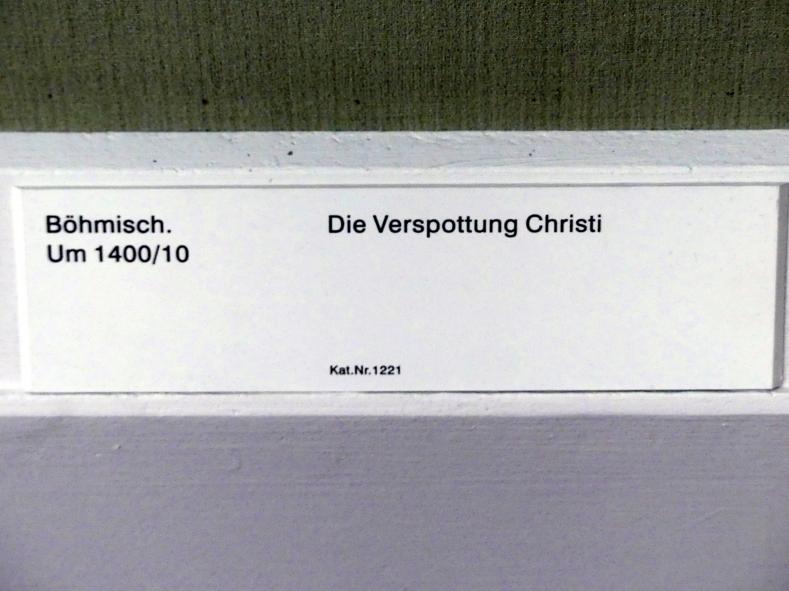 Böhmisch.
Um 1400/10
Die Verspottung Christi
Kat.Nr.1221